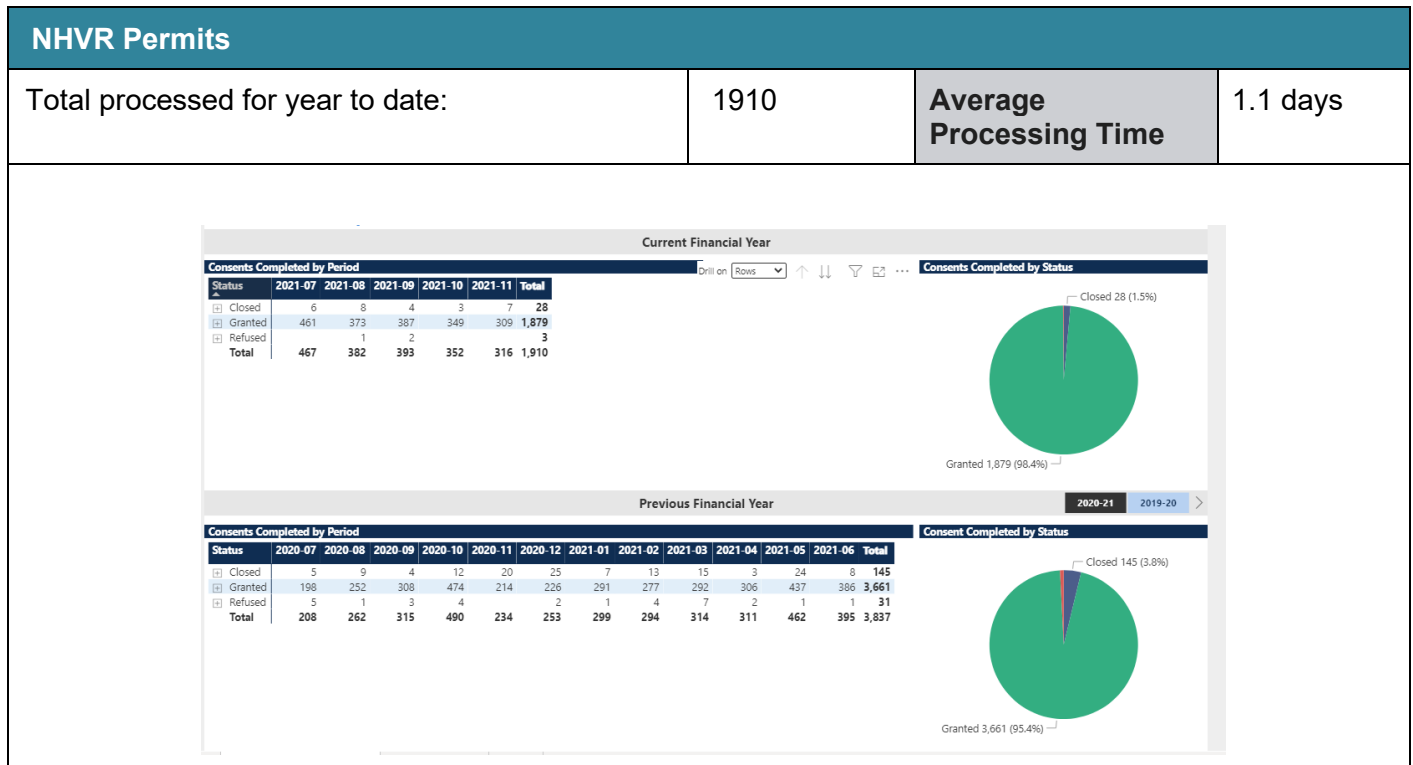 NHVR Permits
Total processed for year to date: 1910 Average Processing Time 1.1 days
Current Financial Year
Consents Completed by Period
Drill on Rows
Consents Completed by Status
Status 2021-07 2021-08 2021-09 2021-10 2021-11 Total
Closed 6 8 4 3 7 28
Granted 461 373 387 349 309 1,879
Refused 1 2 3
Total 467 382 393 352 316 1,910
Closed 28 (1.5%)
Granted 1,879 (98.4%)
Previous Financial Year
2020-21 2019-20
Consents Completed by Period
Consent Completed by Status
Status 2020-07 2020-08 2020-09 2020-10 2020-11 2020-12 2021-01 2021-02 2021-03 2021-04 2021-05 2021-06 Total
Closed 5 9 4 12 20 25 7 13 15 3 24 8 145
Granted 198 252 308 474 214 226 291 277 292 306 437 386 3,661
Refused 5 1 3 4 2 1 4 7 2 1 1 31
Total 208 262 315 490 234 253 299 294 314 311 462 395 3,837
Closed 145 (3.8%)
Granted 3,661 (95.4%)